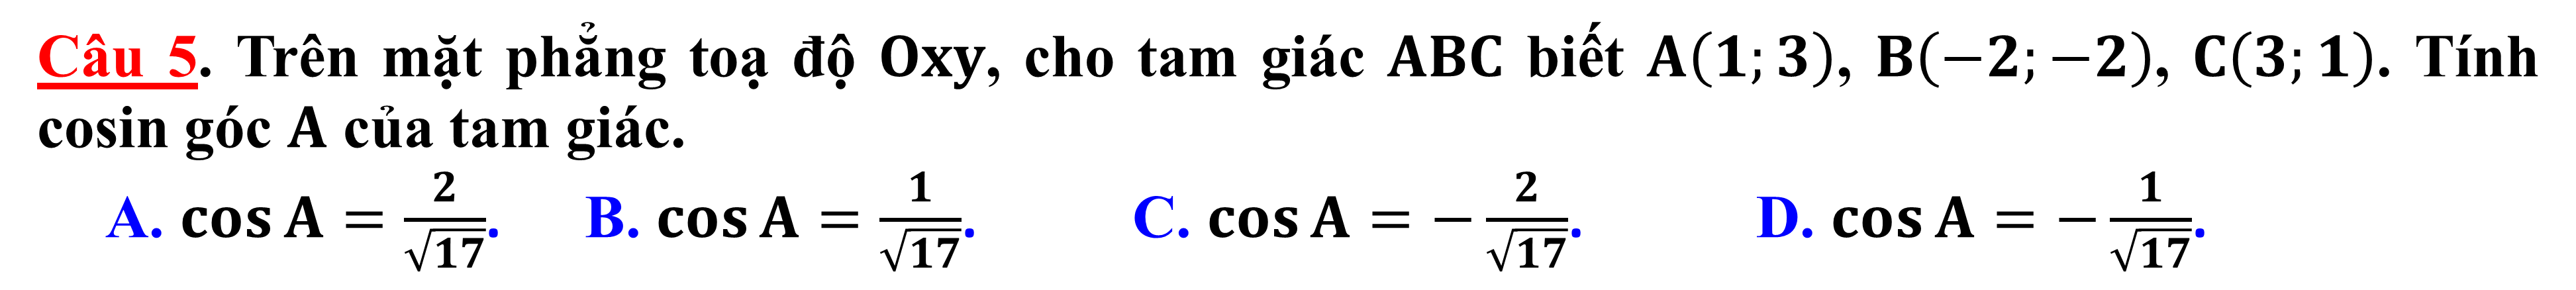 Câu 5. Trên mặt phẳng toạ độ Oxy, cho tam giác ABC biết A(1; 3), B(−2; −2), C(3; 1). Tính
cosin góc A của tam giác.
A. cos A = 2/√17. B. cos A = 1/√17. C. cos A = −2/√17. D. cos A = −1/√17.